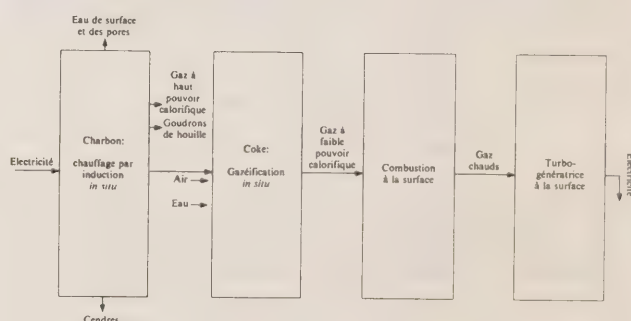 Eau de surface
et des pores
Electricité
Charbon:
chauffage par
induction
in situ
Gaz à
haut
pouvoir
calorifique
Goudrons
de houille
Air
Eau
Cendres
Coke:
Gazéification
in situ
Gaz à
faible
pouvoir
calorifique
Combustion
à la surface
Gaz
chauds
Turbo-
génératrice
à la surface
Électricité